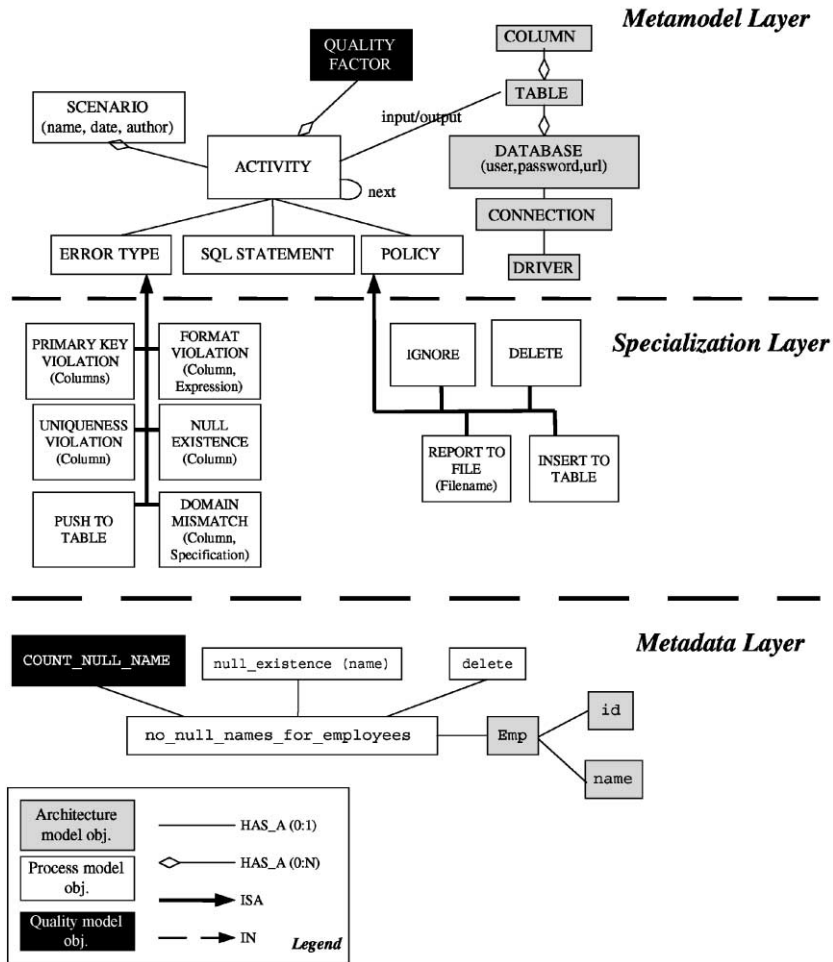 Metamodel Layer
QUALITY
FACTOR
COLUMN
TABLE
SCENARIO
(name, date, author)
input/output
ACTIVITY
DATABASE
(user,password,url)
next
CONNECTION
ERROR TYPE
SQL STATEMENT
POLICY
DRIVER
Specialization Layer
PRIMARY KEY
VIOLATION
(Columns)
FORMAT
VIOLATION
(Column,
Expression)
IGNORE
DELETE
UNIQUENESS
VIOLATION
(Column)
NULL
EXISTENCE
(Column)
REPORT TO
FILE
(Filename)
INSERT TO
TABLE
PUSH TO
TABLE
DOMAIN
MISMATCH
(Column,
Specification)
Metadata Layer
COUNT_NULL_NAME
null_existence (name)
delete
no_null_names_for_employees
Emp
id
name
Architecture
model obj.
HAS_A (0:1)
Process model
obj.
HAS_A (0:N)
ISA
Quality model
obj.
IN
Legend